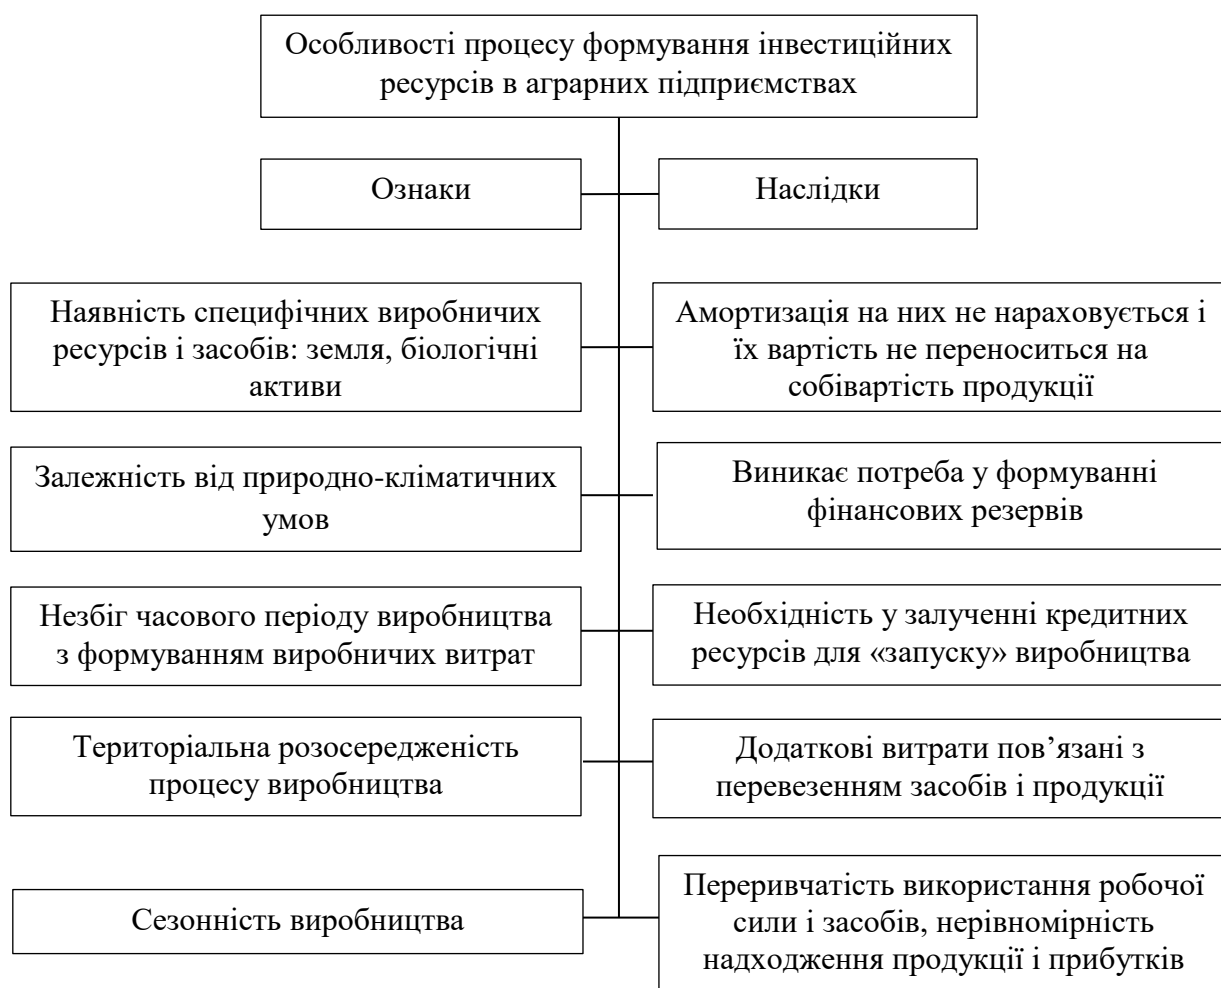 Особливості процесу формування інвестиційних
ресурсів в аграрних підприємствах
Ознаки
Наслідки
Наявність специфічних виробничих
ресурсів і засобів: земля, біологічні
активи
Амортизація на них не нараховується і
їх вартість не переноситься на
собівартість продукції
Залежність від природно-кліматичних
умов
Виникає потреба у формуванні
фінансових резервів
Незбіг часового періоду виробництва
з формуванням виробничих витрат
Необхідність у залученні кредитних
ресурсів для «запуску» виробництва
Територіальна розосередженість
процесу виробництва
Додаткові витрати пов’язані з
перевезенням засобів і продукції
Сезонність виробництва
Переривчатість використання робочої
сили і засобів, нерівномірність
надходження продукції і прибутків